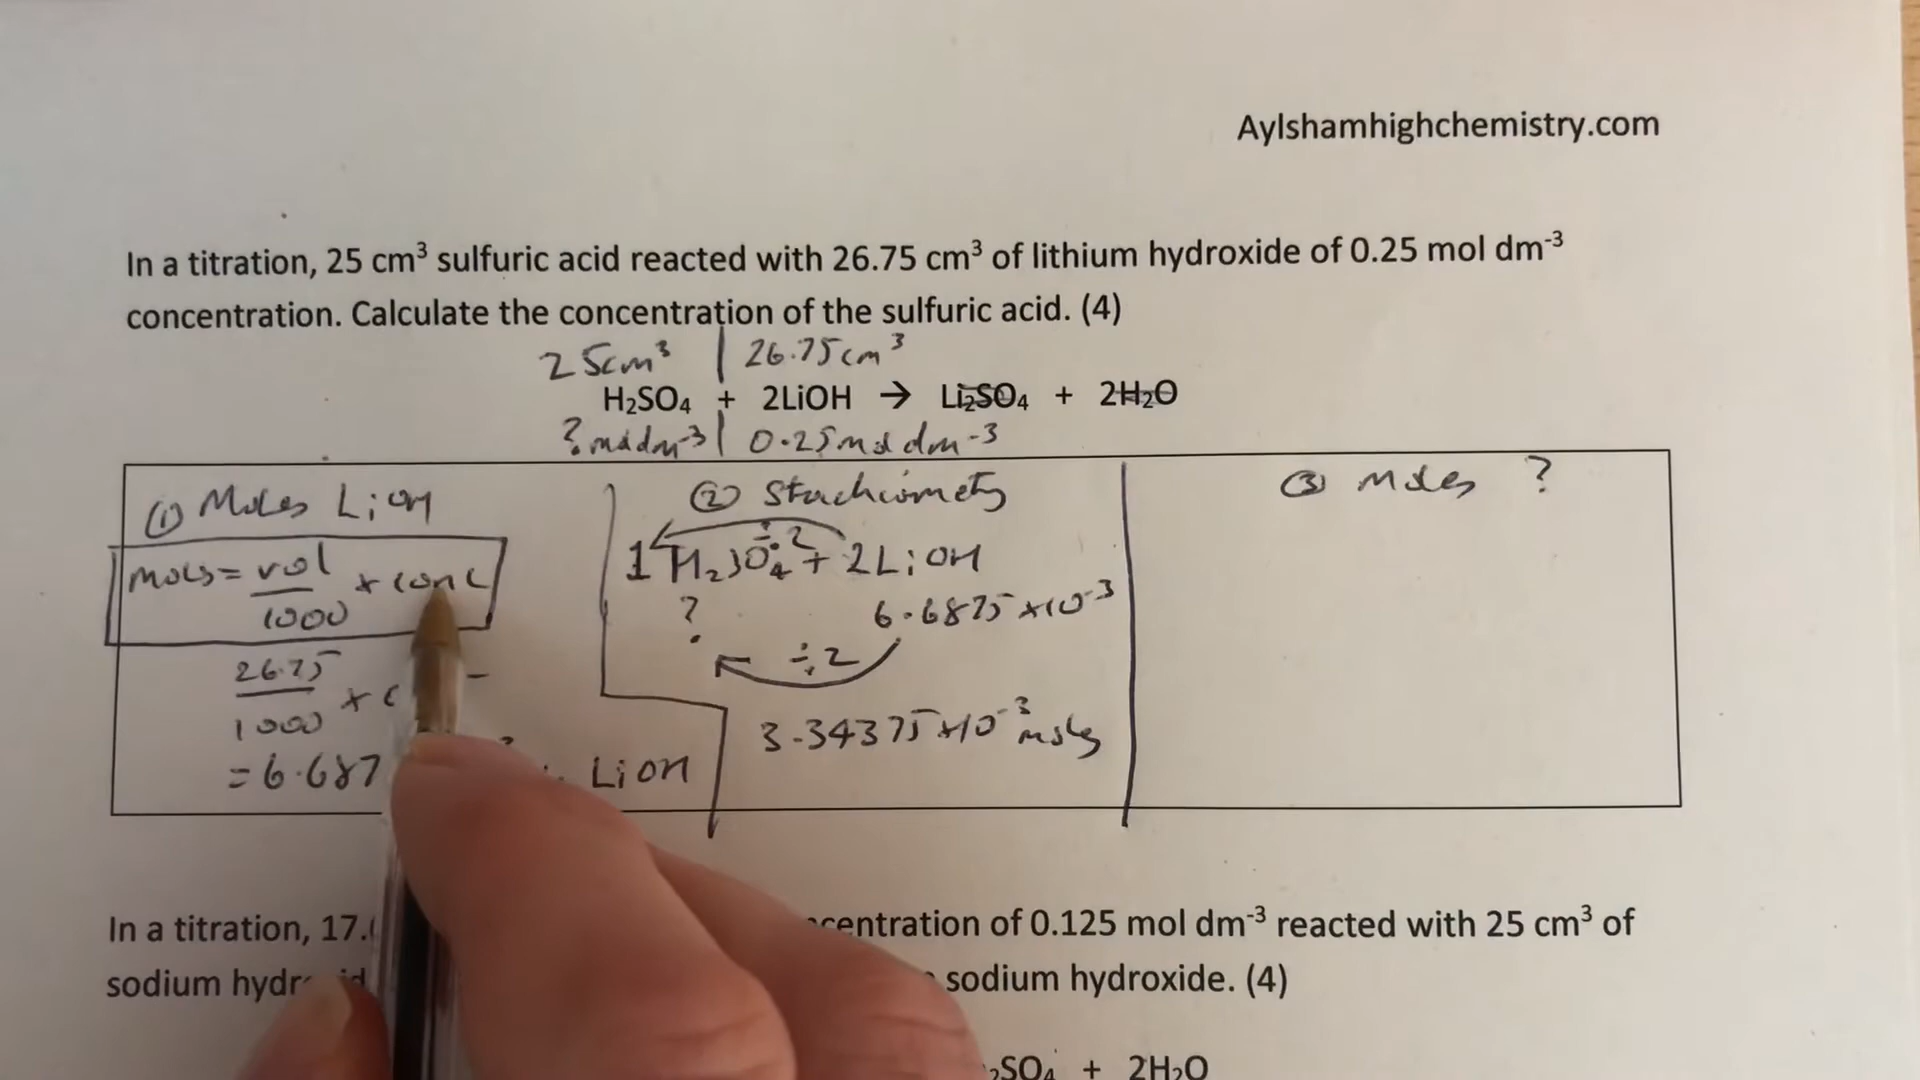 Aylshamhighchemistry.com
In a titration, 25 cm³ sulfuric acid reacted with 26.75 cm³ of lithium hydroxide of 0.25 mol dm⁻³
concentration. Calculate the concentration of the sulfuric acid. (4)
25cm³ | 26.75cm³
H₂SO₄ + 2LiOH → Li₂SO₄ + 2H₂O
? mol dm⁻³ | 0.25 mol dm⁻³
① Moles LiOH
Mols = vol × conc
1000
26.75
1000 ×
= 6.687
LiOH
② Stochiometry
÷2
1 H₂SO₄ + 2LiOH
? 6.6875 × 10⁻³
÷2
3.34375 × 10⁻³ mols
③ Moles ?
In a titration, 17. of 0.125 mol dm⁻³ reacted with 25 cm³ of
sodium sodium hydroxide. (4)
₂SO₄ + 2H₂O